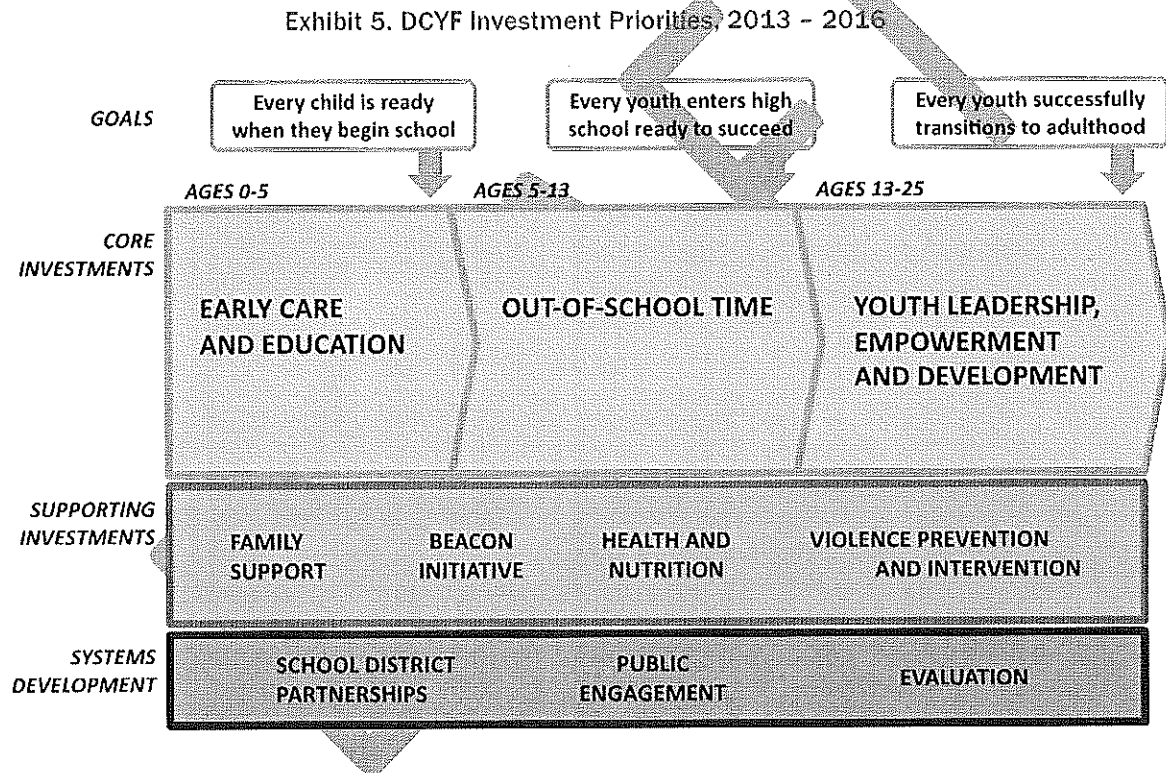 Exhibit 5. DCYF Investment Priorities, 2013 – 2016
GOALS
Every child is ready
when they begin school
Every youth enters high
school ready to succeed
Every youth successfully
transitions to adulthood
AGES 0-5
AGES 5-13
AGES 13-25
CORE
INVESTMENTS
EARLY CARE
AND EDUCATION
OUT-OF-SCHOOL TIME
YOUTH LEADERSHIP,
EMPOWERMENT
AND DEVELOPMENT
SUPPORTING
INVESTMENTS
FAMILY
SUPPORT
BEACON
INITIATIVE
HEALTH AND
NUTRITION
VIOLENCE PREVENTION
AND INTERVENTION
SYSTEMS
DEVELOPMENT
SCHOOL DISTRICT
PARTNERSHIPS
PUBLIC
ENGAGEMENT
EVALUATION